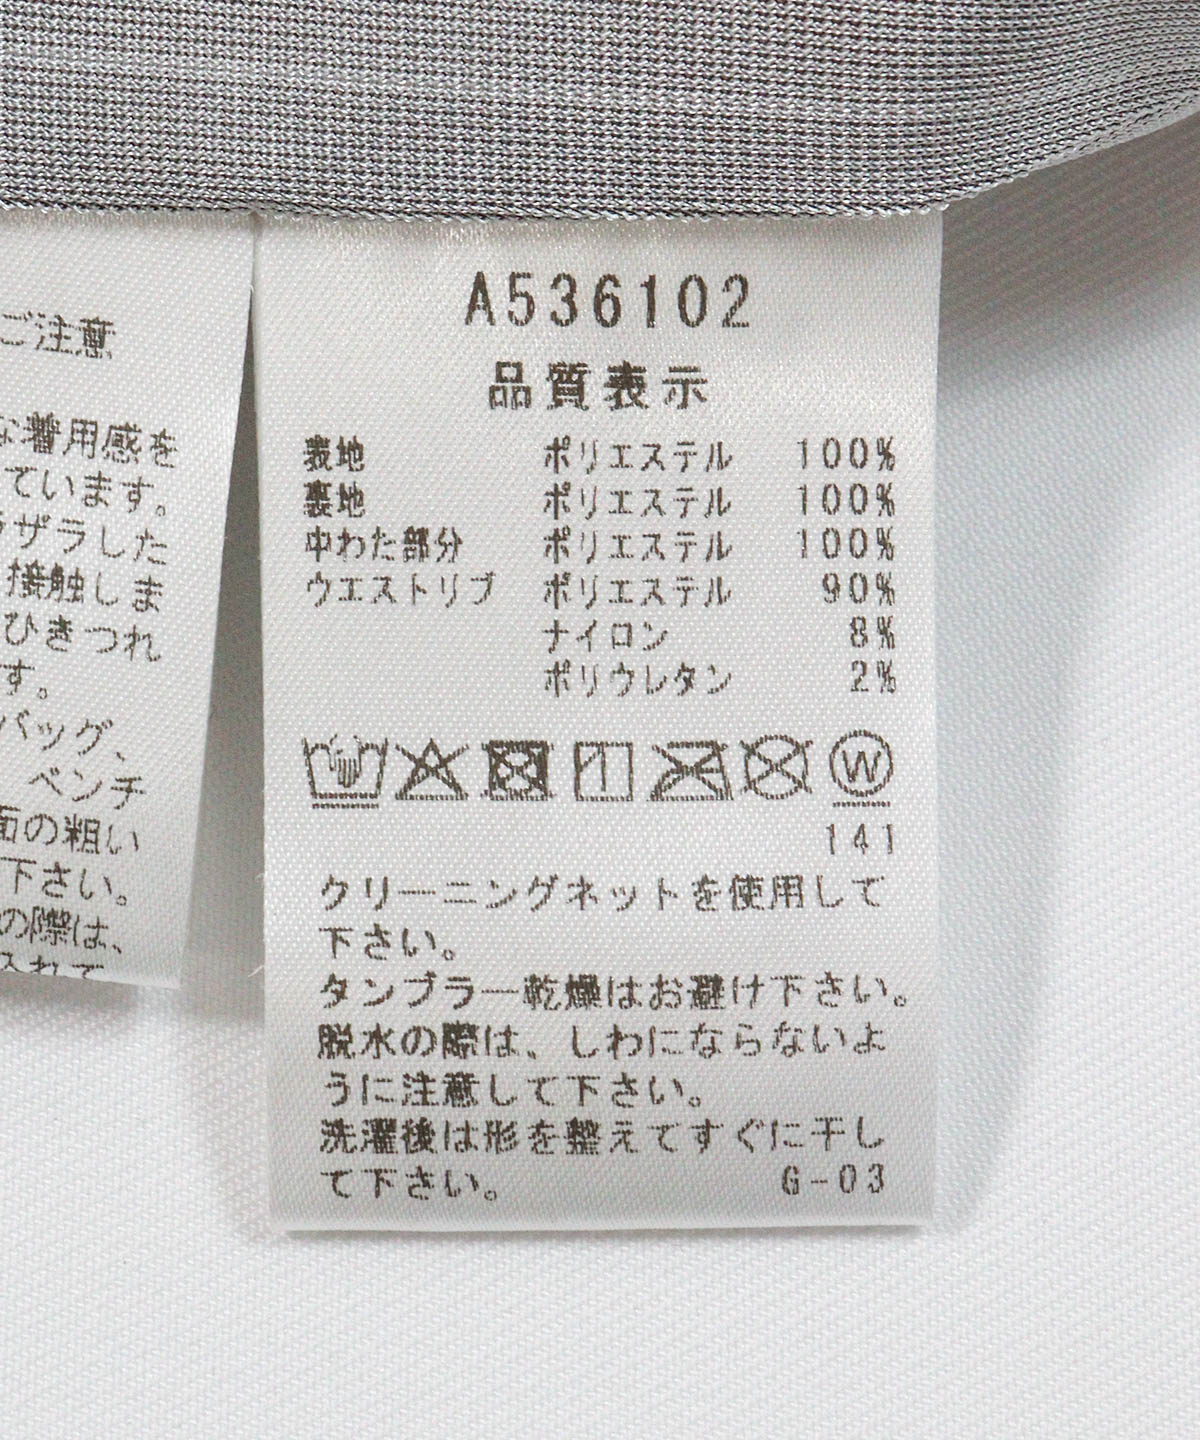 ご注意
な着用感を
ています。
ラザラした
接触しま
ひきつれ
す。
バッグ、
ベンチ
面の粗い
下さい。
の際は、
入れて
A536102
品質表示
表地 ポリエステル 100%
裏地 ポリエステル 100%
中わた部分 ポリエステル 100%
ウエストリブ ポリエステル 90%
ナイロン 8%
ポリウレタン 2%
W
141
クリーニングネットを使用して
下さい。
タンブラー乾燥はお避け下さい。
脱水の際は、しわにならないよ
うに注意して下さい。
洗濯後は形を整えてすぐに干し
て下さい。 G-03